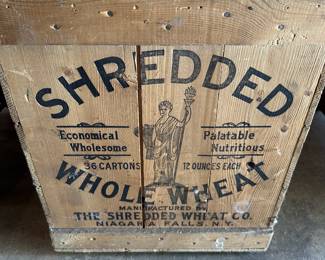 SHREDDED
Economical
Wholesome
Palatable
Nutritious
36 CARTONS
12 OUNCES EACH
WHOLE WHEAT
MANUFACTURED BY
THE SHREDDED WHEAT CO.
NIAGARA FALLS, N.Y.